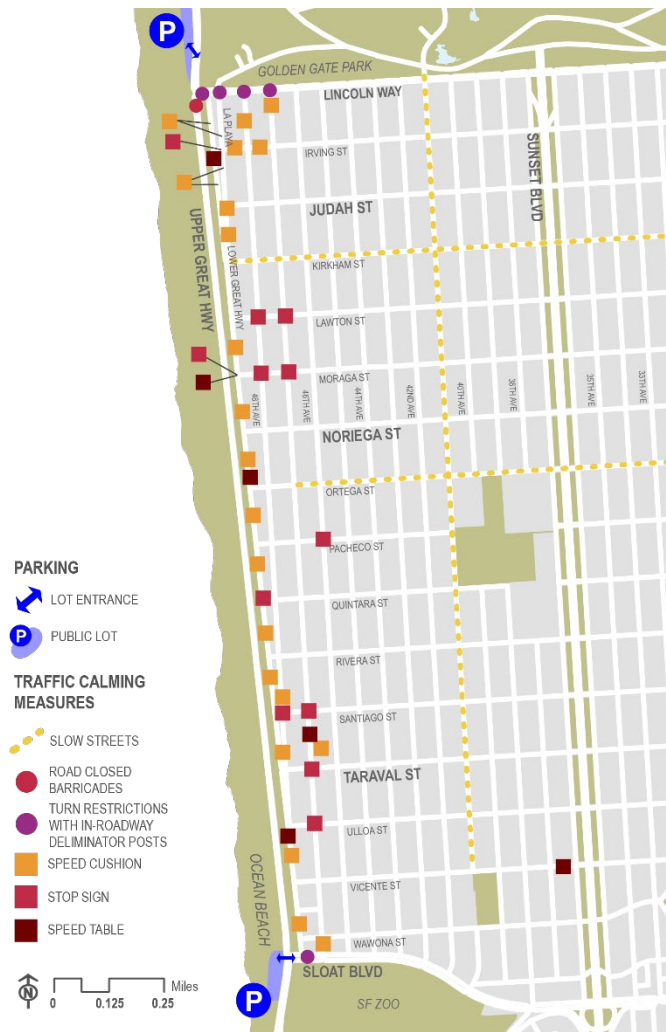 P
GOLDEN GATE PARK
LINCOLN WAY
LA PLAYA
IRVING ST
SUNSET BLVD
JUDAH ST
UPPER GREAT HWY
LOWER GREAT HWY
KIRKHAM ST
LAWTON ST
MORAGA ST
48TH AVE
46TH AVE
44TH AVE
42ND AVE
40TH AVE
36TH AVE
35TH AVE
33TH AVE
NORIEGA ST
ORTEGA ST
PACHECO ST
QUINTARA ST
RIVERA ST
SANTIAGO ST
TARAVAL ST
ULLOA ST
VICENTE ST
OCEAN BEACH
WAWONA ST
SLOAT BLVD
SF ZOO
P
PARKING
LOT ENTRANCE
P
PUBLIC LOT
TRAFFIC CALMING
MEASURES
SLOW STREETS
ROAD CLOSED
BARRICADES
TURN RESTRICTIONS
WITH IN-ROADWAY
DELIMINATOR POSTS
SPEED CUSHION
STOP SIGN
SPEED TABLE
N
Miles
0 0.125 0.25